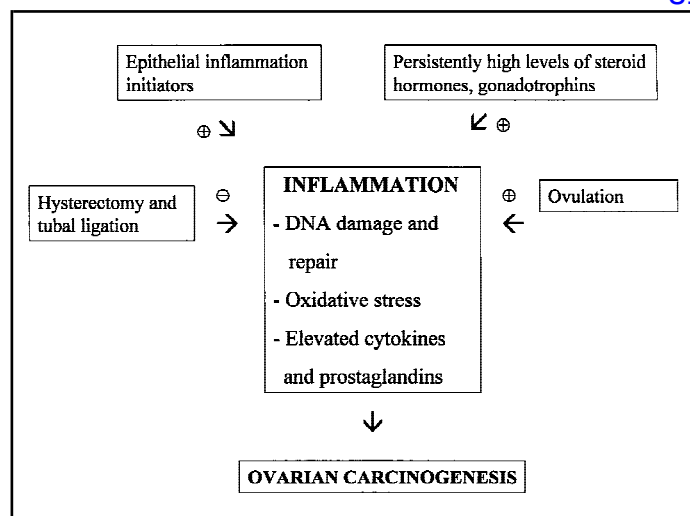 Epithelial inflammation
initiators
Persistently high levels of steroid
hormones, gonadotrophins
⊕ ↘
↙ ⊕
Hysterectomy and
tubal ligation
⊖
→
INFLAMMATION
- DNA damage and
repair
- Oxidative stress
- Elevated cytokines
and prostaglandins
⊕
←
Ovulation
↓
OVARIAN CARCINOGENESIS